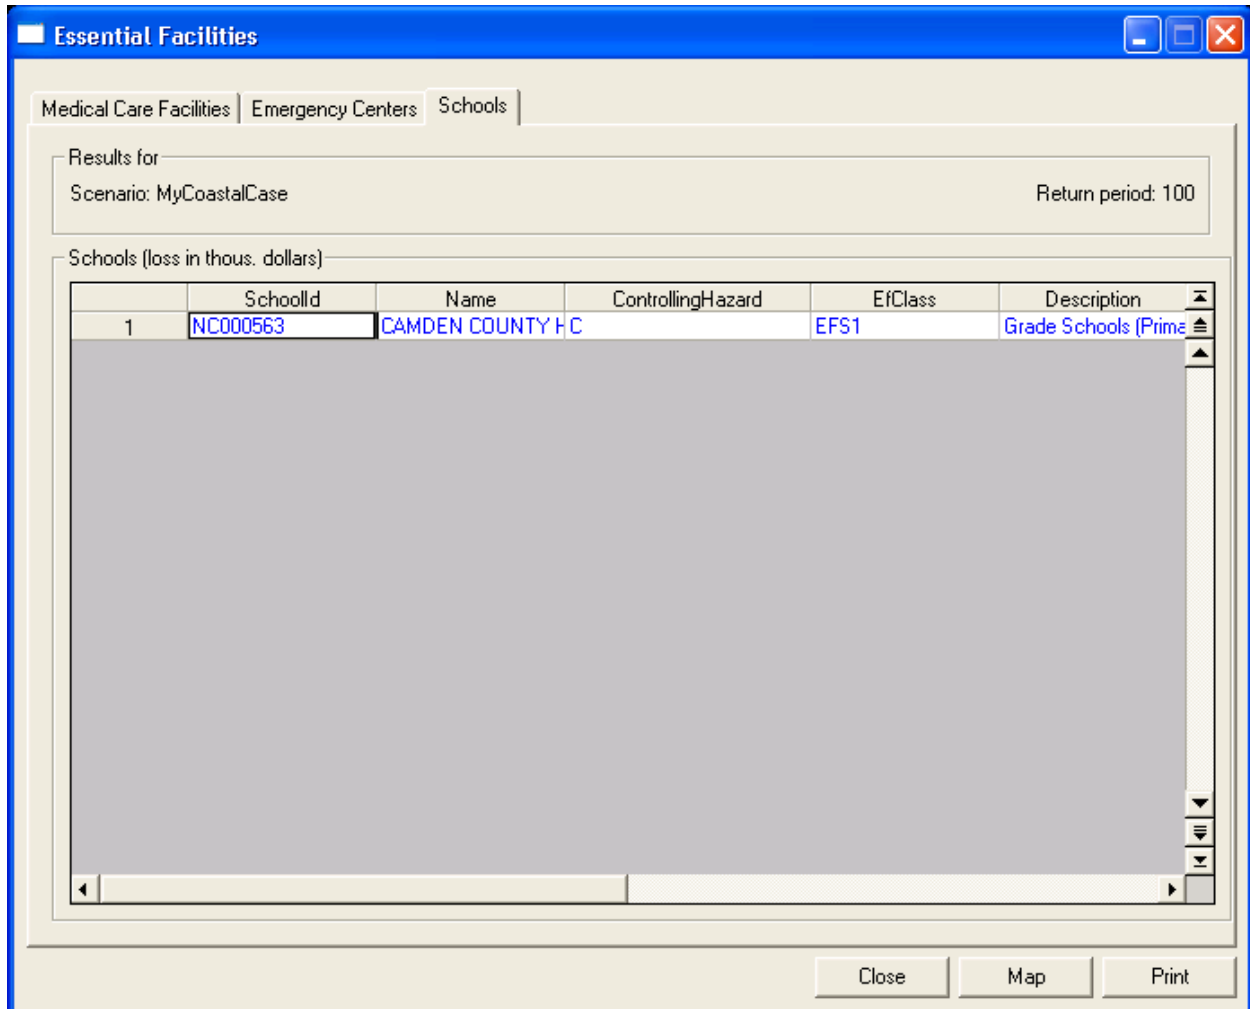 Essential Facilities
Medical Care Facilities Emergency Centers Schools
Results for
Scenario: MyCoastalCase Return period: 100
Schools (loss in thous. dollars)
SchoolId Name ControllingHazard EfClass Description
1 NC000563 CAMDEN COUNTY H C EFS1 Grade Schools (Prima
Close Map Print